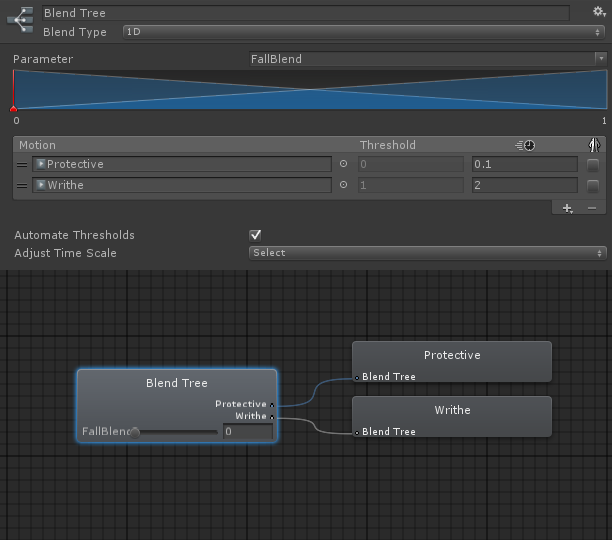 Blend Tree
Blend Type 1D
Parameter FallBlend
0 1
Motion Threshold
Protective 0 0.1
Writhe 1 2
+ −
Automate Thresholds
Adjust Time Scale Select
Blend Tree
Protective
Writhe
FallBlend 0
Protective
Blend Tree
Writhe
Blend Tree